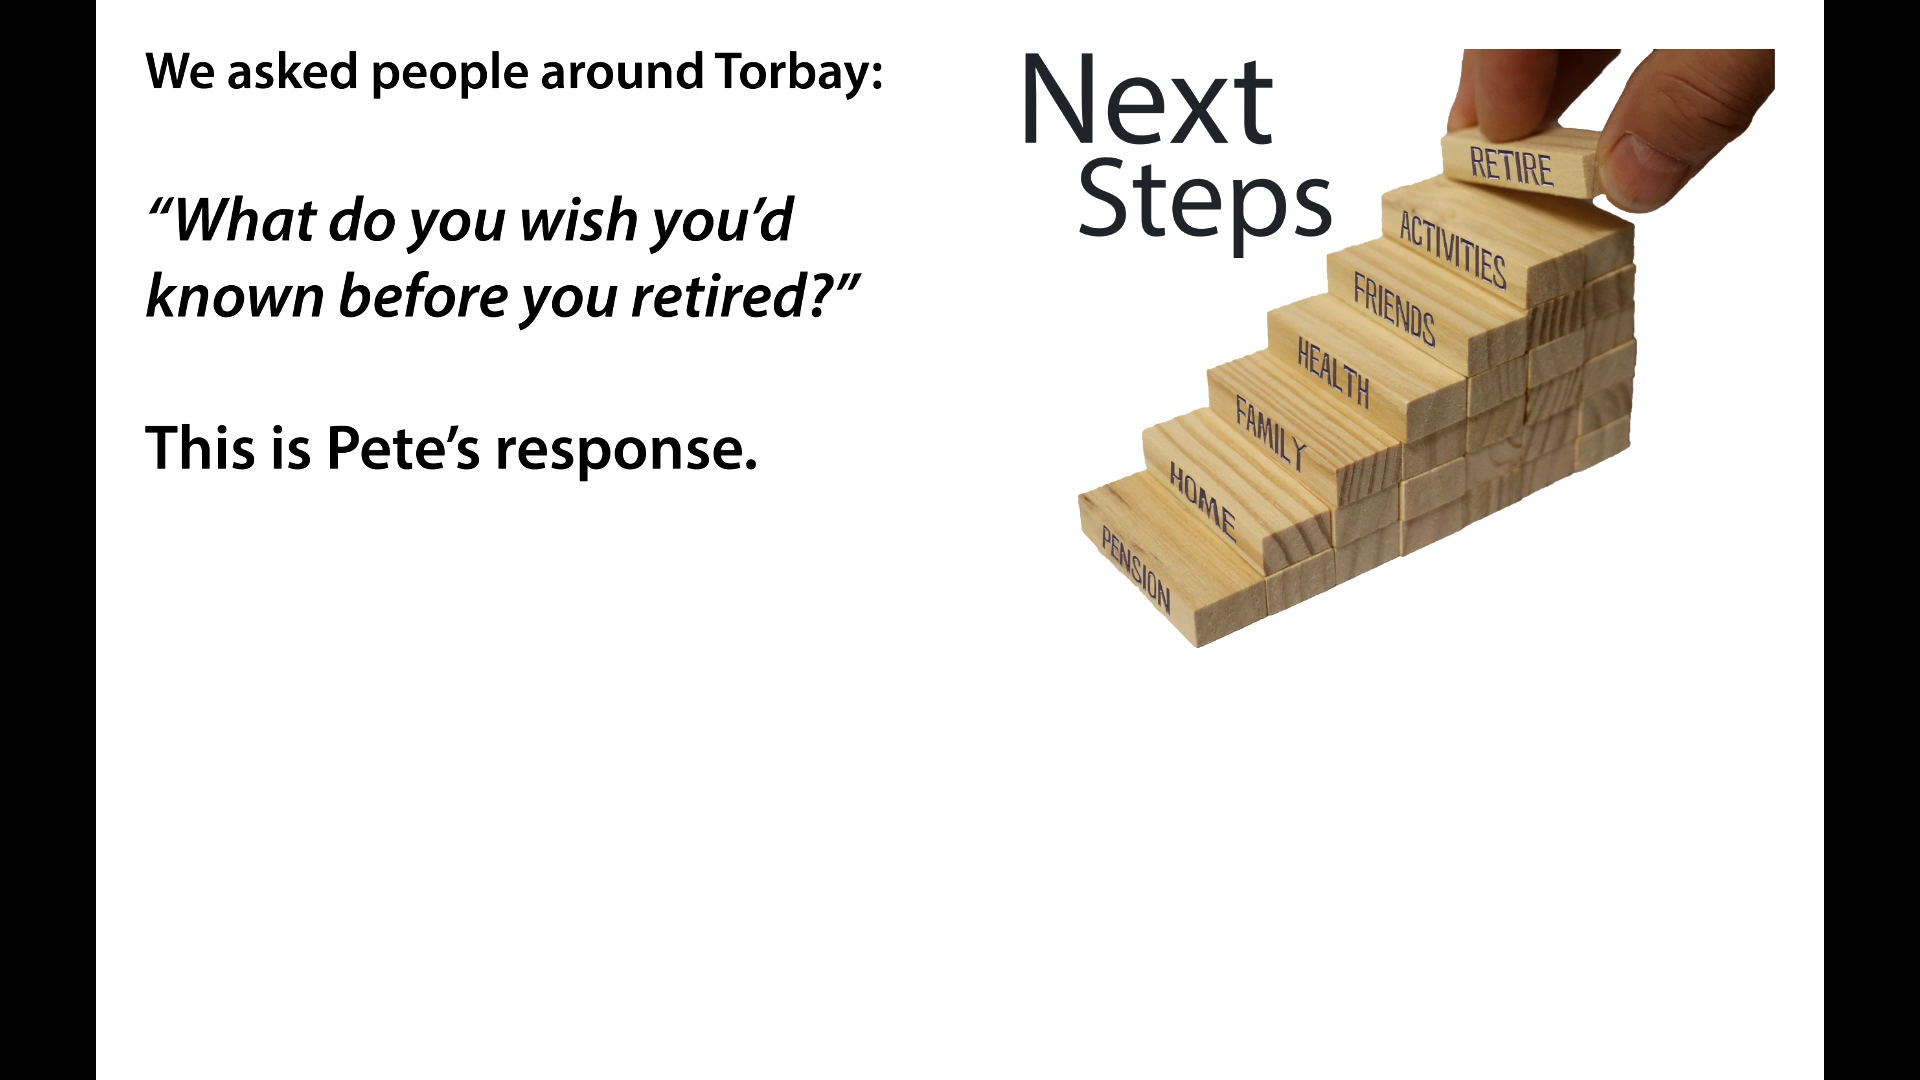 We asked people around Torbay:
“What do you wish you’d
known before you retired?”
This is Pete’s response.
Next
Steps
RETIRE
ACTIVITIES
FRIENDS
HEALTH
FAMILY
HOME
PENSION